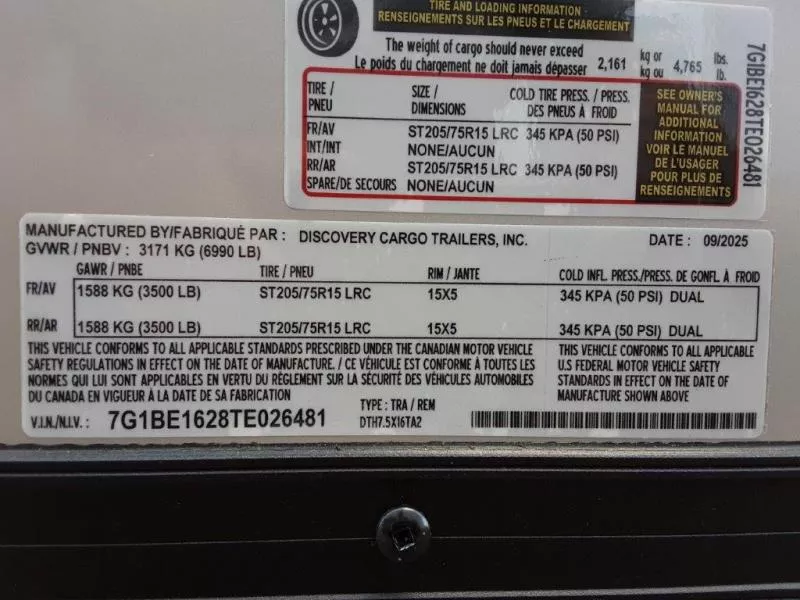 TIRE AND LOADING INFORMATION
RENSEIGNEMENTS SUR LES PNEUS ET LE CHARGEMENT
The weight of cargo should never exceed
Le poids du chargement ne doit jamais dépasser 2,161 kg or kg ou 4,765 lbs. lb.
TIRE / PNEU SIZE / DIMENSIONS COLD TIRE PRESS. / PRESS. DES PNEUS À FROID
FR/AV ST205/75R15 LRC 345 KPA (50 PSI)
INT/INT NONE/AUCUN
RR/AR ST205/75R15 LRC 345 KPA (50 PSI)
SPARE/DE SECOURS NONE/AUCUN
SEE OWNER'S
MANUAL FOR
ADDITIONAL
INFORMATION
VOIR LE MANUEL
DE L'USAGER
POUR PLUS DE
RENSEIGNEMENTS
7G1BE1628TE026481
MANUFACTURED BY/FABRIQUÉ PAR : DISCOVERY CARGO TRAILERS, INC. DATE : 09/2025
GVWR / PNBV : 3171 KG (6990 LB)
GAWR / PNBE TIRE / PNEU RIM / JANTE COLD INFL. PRESS./PRESS. DE GONFL. À FROID
FR/AV 1588 KG (3500 LB) ST205/75R15 LRC 15X5 345 KPA (50 PSI) DUAL
RR/AR 1588 KG (3500 LB) ST205/75R15 LRC 15X5 345 KPA (50 PSI) DUAL
THIS VEHICLE CONFORMS TO ALL APPLICABLE STANDARDS PRESCRIBED UNDER THE CANADIAN MOTOR VEHICLE
SAFETY REGULATIONS IN EFFECT ON THE DATE OF MANUFACTURE. / CE VÉHICULE EST CONFORME À TOUTES LES
NORMES QUI LUI SONT APPLICABLES EN VERTU DU RÈGLEMENT SUR LA SÉCURITÉ DES VÉHICULES AUTOMOBILES
DU CANADA EN VIGUEUR À LA DATE DE SA FABRICATION
THIS VEHICLE CONFORMS TO ALL APPLICABLE
U.S FEDERAL MOTOR VEHICLE SAFETY
STANDARDS IN EFFECT ON THE DATE OF
MANUFACTURE SHOWN ABOVE
V.I.N./N.I.V. : 7G1BE1628TE026481
TYPE : TRA / REM
DTH7.5X16TA2